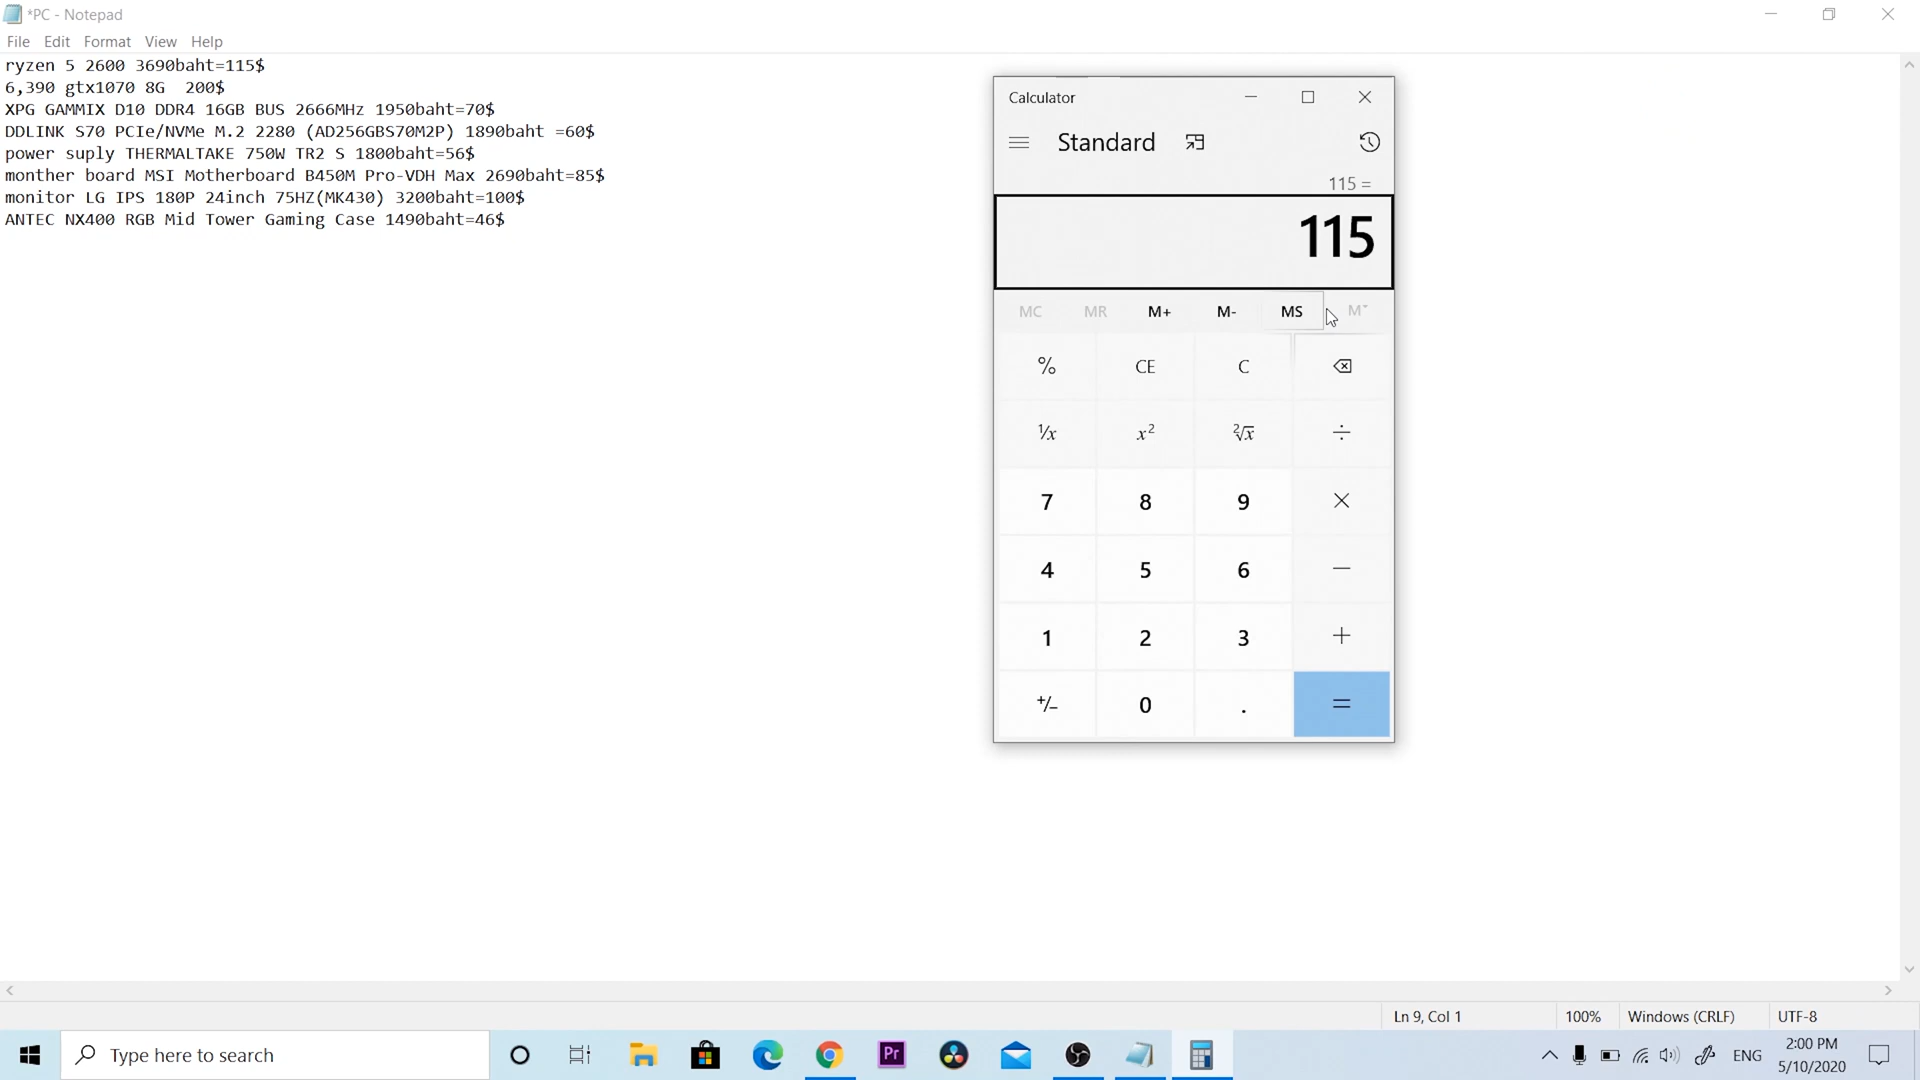 *PC - Notepad
File Edit Format View Help
ryzen 5 2600 3690baht=115$
6,390 gtx1070 8G  200$
XPG GAMMIX D10 DDR4 16GB BUS 2666MHz 1950baht=70$
DDLINK S70 PCIe/NVMe M.2 2280 (AD256GBS70M2P) 1890baht =60$
power suply THERMALTAKE 750W TR2 S 1800baht=56$
monther board MSI Motherboard B450M Pro-VDH Max 2690baht=85$
monitor LG IPS 180P 24inch 75HZ(MK430) 3200baht=100$
ANTEC NX400 RGB Mid Tower Gaming Case 1490baht=46$
Calculator
Standard
115 =
115
MC MR M+ M- MS M˅
% CE C
¹/x x² ²√x ÷
7 8 9 ×
4 5 6 −
1 2 3 +
+/− 0 . =
Ln 9, Col 1 100% Windows (CRLF) UTF-8
Type here to search
Pr
ENG
2:00 PM
5/10/2020